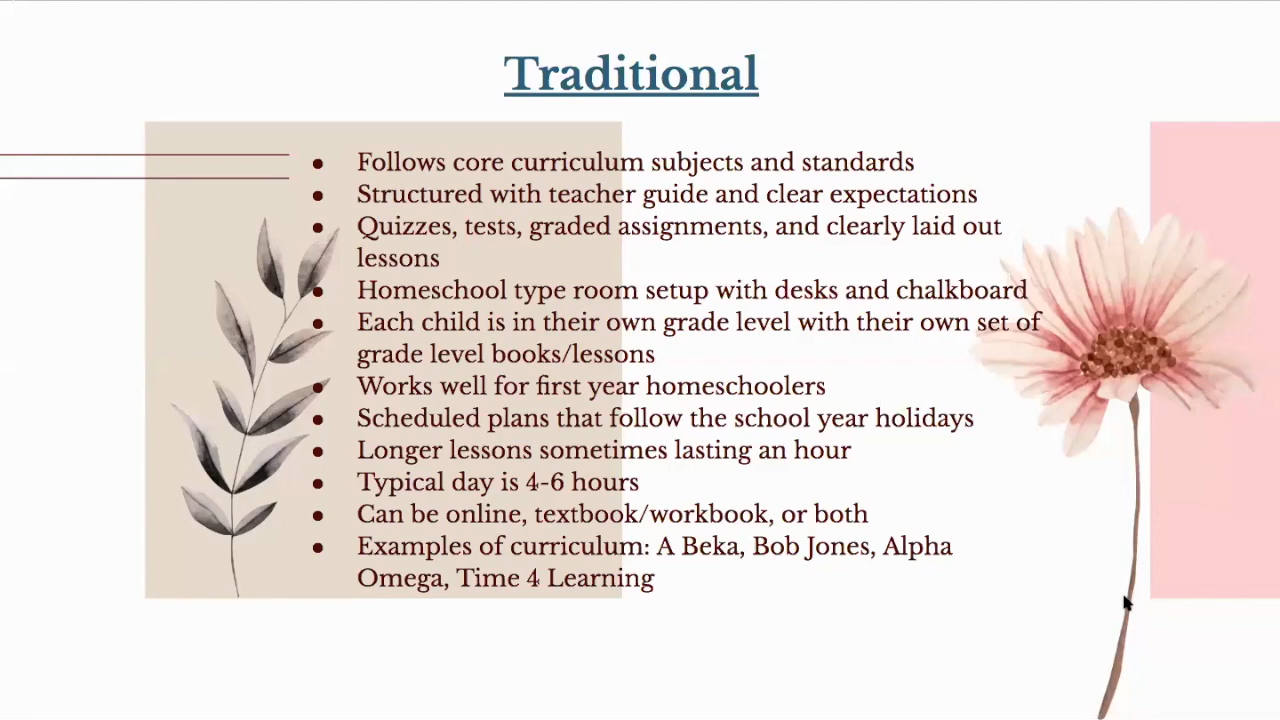 Traditional
● Follows core curriculum subjects and standards
● Structured with teacher guide and clear expectations
● Quizzes, tests, graded assignments, and clearly laid out
lessons
● Homeschool type room setup with desks and chalkboard
● Each child is in their own grade level with their own set of
grade level books/lessons
● Works well for first year homeschoolers
● Scheduled plans that follow the school year holidays
● Longer lessons sometimes lasting an hour
● Typical day is 4-6 hours
● Can be online, textbook/workbook, or both
● Examples of curriculum: A Beka, Bob Jones, Alpha
Omega, Time 4 Learning